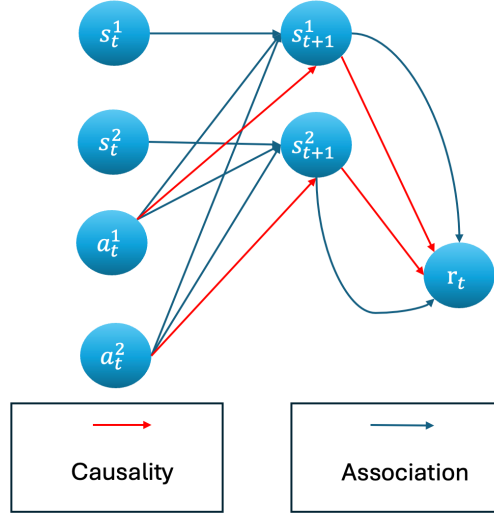 s_t^1
s_{t+1}^1
s_t^2
s_{t+1}^2
a_t^1
r_t
a_t^2
Causality
Association